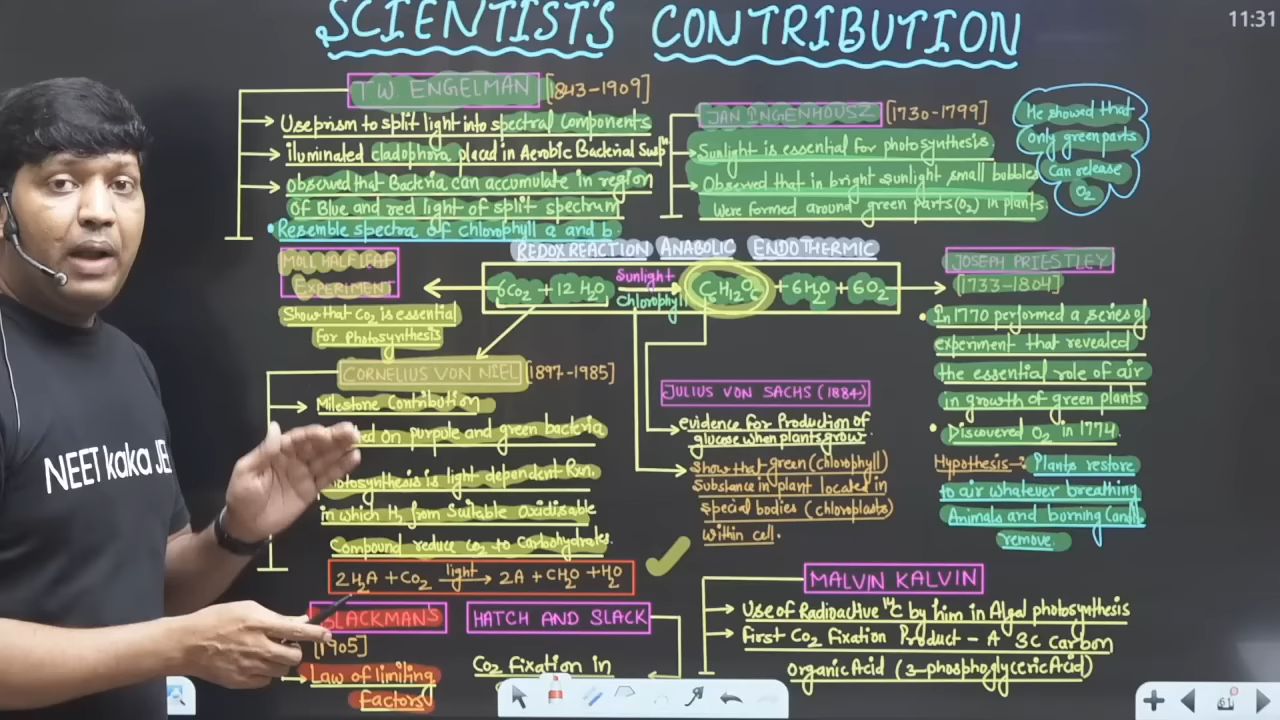 SCIENTIST'S CONTRIBUTION
11:31
T.W. ENGELMAN [1843-1909]
Use prism to split light into spectral components
iluminated cladophora placed in Aerobic Bacterial Suspn
observed that Bacteria can accumulate in region
of Blue and red light of split spectrum
Resemble spectra of chlorophyll a and b
JAN INGENHOUSZ [1730-1799]
Sunlight is essential for photosynthesis
Observed that in bright sunlight small bubbles
were formed around green parts (O2) in plants
He showed that
only green parts
can release
O2
REDOX REACTION ANABOLIC ENDOTHERMIC
6CO2 + 12 H2O Sunlight chlorophyll C6H12O6 + 6H2O + 6O2
MOLL HALF LEAF
EXPERIMENT
Show that CO2 is essential
for Photosynthesis
CORNELIUS VON NIEL [1897-1985]
Milestone Contribution
on purpule and green bacteria
otosynthesis is light dependent Rxn.
in which H2 from Suitable Oxidisable
Compound reduce CO2 to Carbohydrates.
2H2A + CO2 light → 2A + CH2O + H2O
JULIUS VON SACHS (1884)
evidence for Production of
glucose when plants grow.
Show that green (chlorophyll)
Substance in plant located in
special bodies (chloroplasts)
within cell.
JOSEPH PRIESTLEY
[1733-1804]
In 1770 performed a series of
experiment that revealed
the essential role of air
in growth of green plants
Discovered O2 in 1774.
Hypothesis → Plants restore
to air whatever breathing
Animals and borning Candle
remove.
BLACKMAN'S
[1905]
Law of limiting
factors
HATCH AND SLACK
CO2 fixation in
MALVIN KALVIN
Use of Radioactive 14C by him in Algal photosynthesis
First CO2 Fixation Product - A 3C Carbon
organic Acid (3-phosphoglyceric Acid)
NEET kaka JE
61